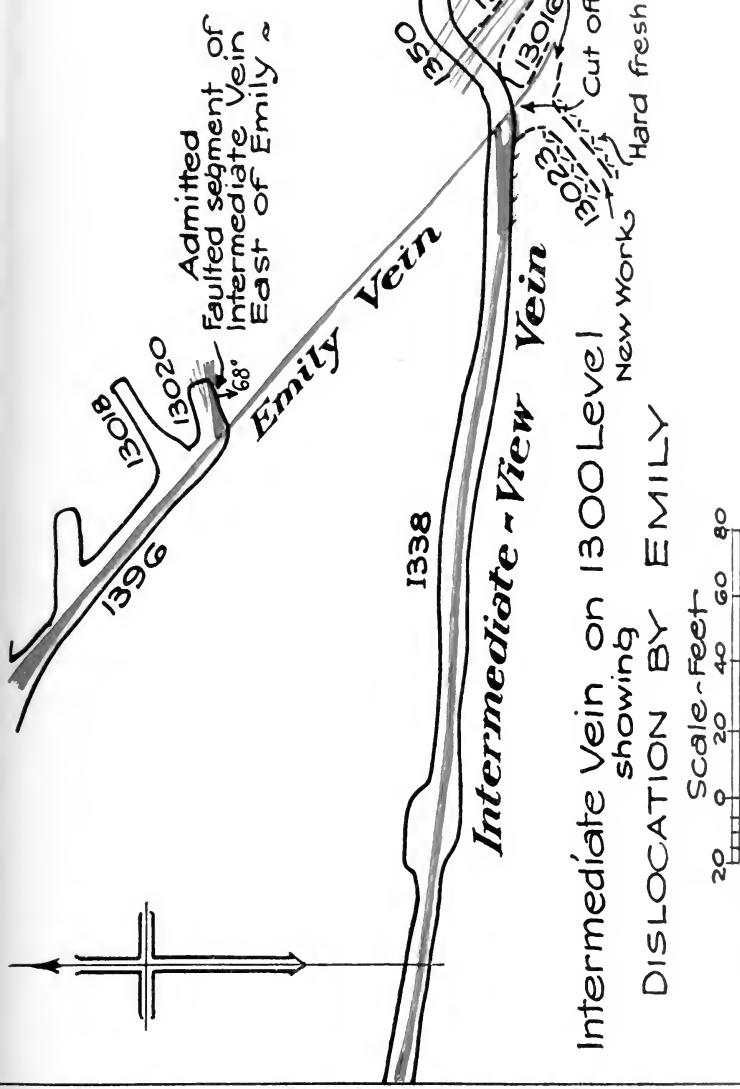 Admitted
Faulted segment of
Intermediate Vein
East of Emily ~
68°
13018
13020
1396
Emily Vein
1350
13016
Cut off
Hard fresh
13023
New Work
1338
Intermediate ~ View Vein
Intermediate Vein on 1300 Level
showing
DISLOCATION BY EMILY
Scale-Feet
20 0 20 40 60 80